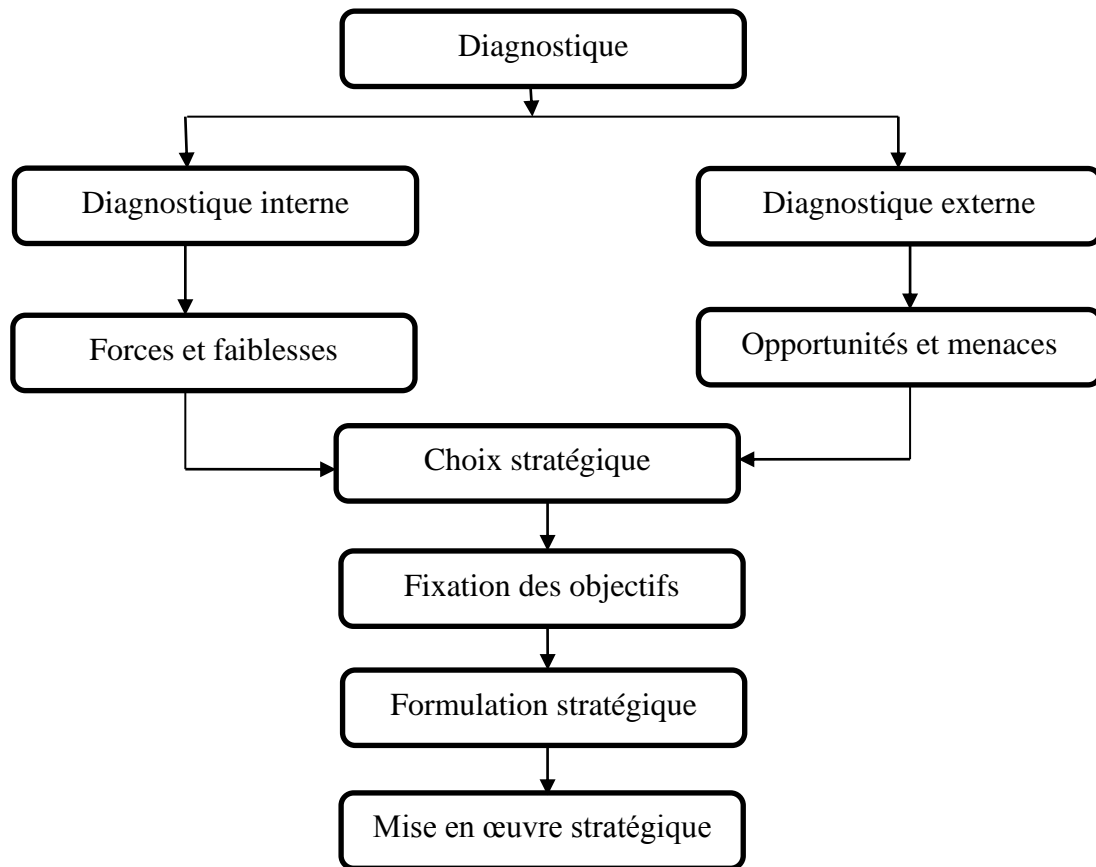 Diagnostique
Diagnostique interne
Diagnostique externe
Forces et faiblesses
Opportunités et menaces
Choix stratégique
Fixation des objectifs
Formulation stratégique
Mise en œuvre stratégique